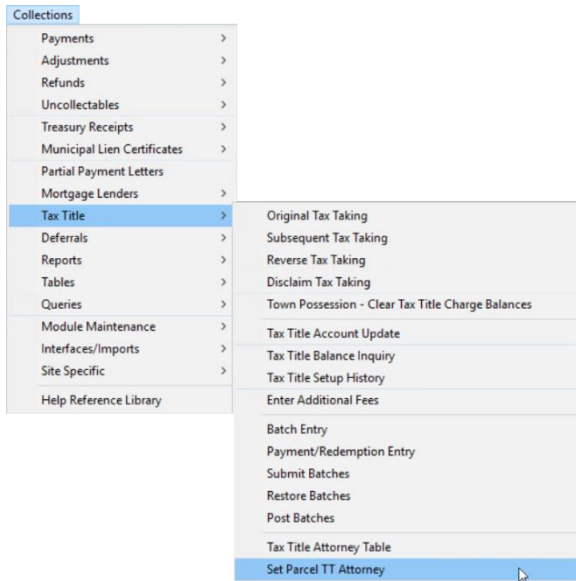 Collections
Payments
Adjustments
Refunds
Uncollectables
Treasury Receipts
Municipal Lien Certificates
Partial Payment Letters
Mortgage Lenders
Tax Title
Deferrals
Reports
Tables
Queries
Module Maintenance
Interfaces/Imports
Site Specific
Help Reference Library
Original Tax Taking
Subsequent Tax Taking
Reverse Tax Taking
Disclaim Tax Taking
Town Possession - Clear Tax Title Charge Balances
Tax Title Account Update
Tax Title Balance Inquiry
Tax Title Setup History
Enter Additional Fees
Batch Entry
Payment/Redemption Entry
Submit Batches
Restore Batches
Post Batches
Tax Title Attorney Table
Set Parcel TT Attorney